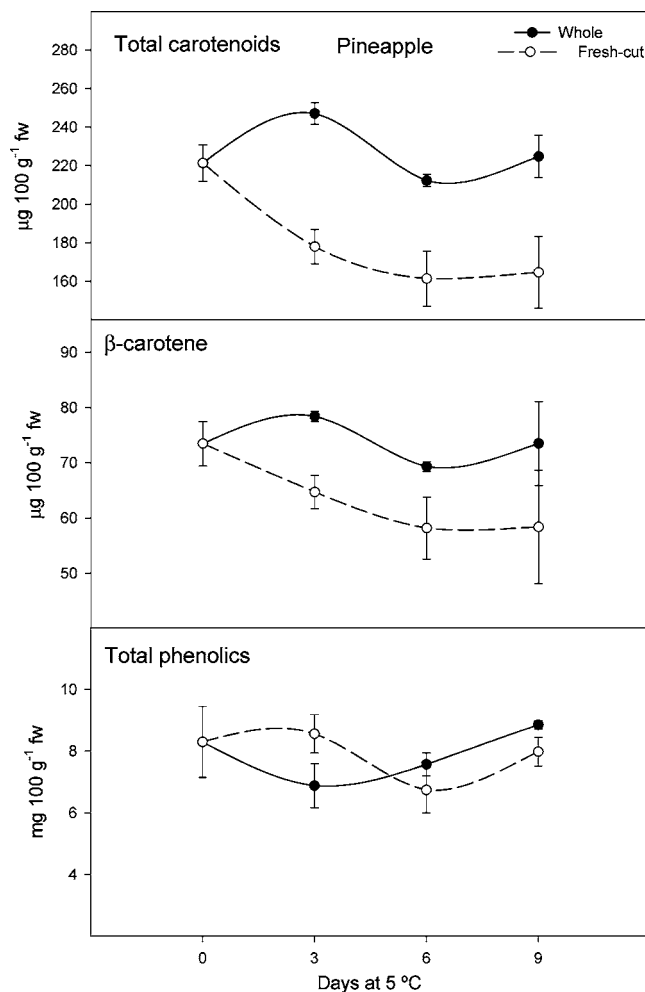 Total carotenoids Pineapple
Whole
Fresh-cut
280
260
240
220
200
180
160
µg 100 g⁻¹ fw
β-carotene
90
80
70
60
50
µg 100 g⁻¹ fw
Total phenolics
10
8
6
4
mg 100 g⁻¹ fw
0 3 6 9
Days at 5 ºC